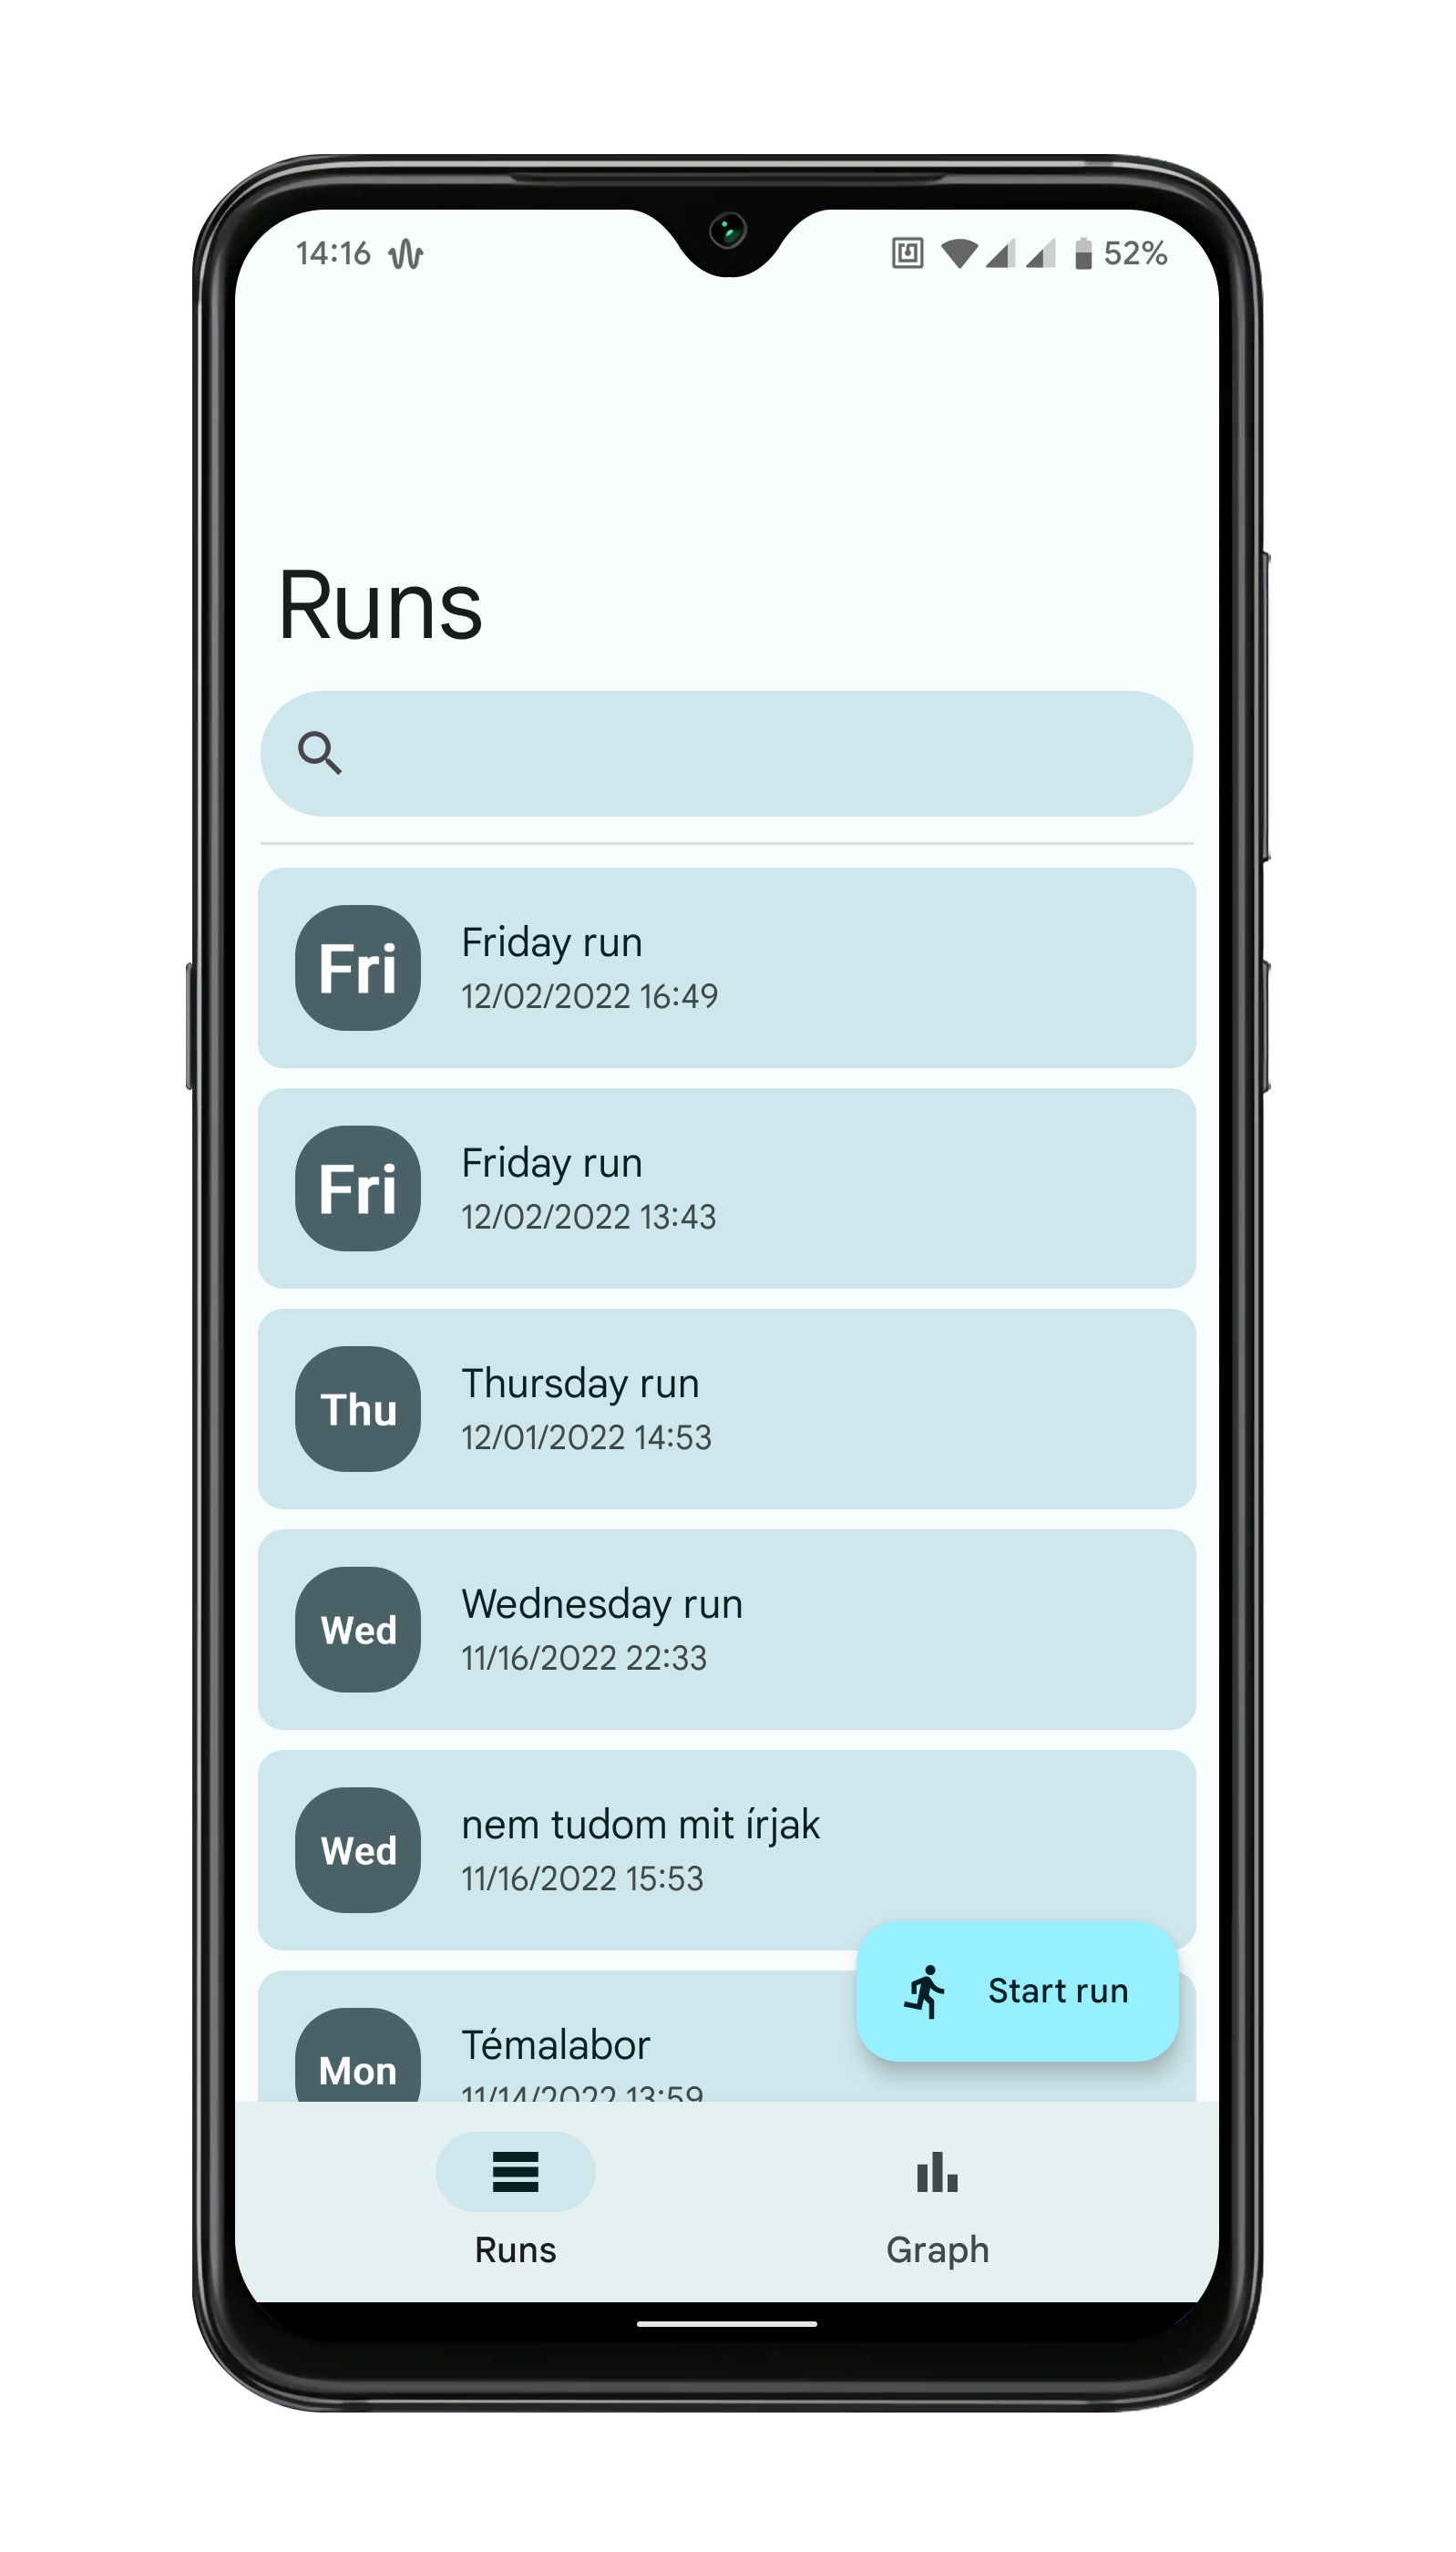 14:16 52%
Runs
Fri
Friday run
12/02/2022 16:49
Fri
Friday run
12/02/2022 13:43
Thu
Thursday run
12/01/2022 14:53
Wed
Wednesday run
11/16/2022 22:33
Wed
nem tudom mit írjak
11/16/2022 15:53
Start run
Mon
Témalabor
11/14/2022 13:59
Runs
Graph